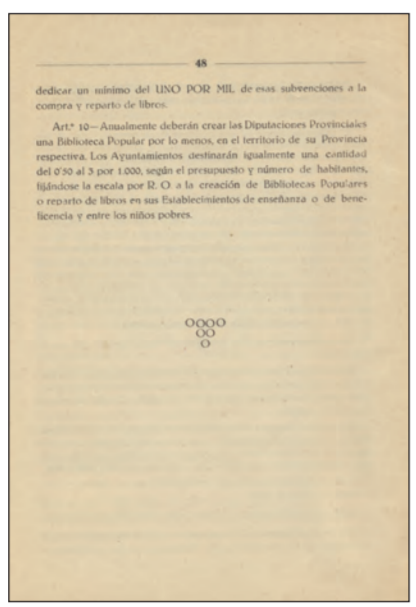 48
dedicar un mínimo del UNO POR MIL de esas subvenciones a la
compra y reparto de libros.
Art.º 10—Anualmente deberán crear las Diputaciones Provinciales
una Biblioteca Popular por lo menos, en el territorio de su Provincia
respectiva. Los Ayuntamientos destinarán igualmente una cantidad
del 0'50 al 3 por 1.000, según el presupuesto y número de habitantes,
fijándose la escala por R. O a la creación de Bibliotecas Populares
o reparto de libros en sus Establecimientos de enseñanza o de bene-
ficencia y entre los niños pobres.
OOOO
OO
O